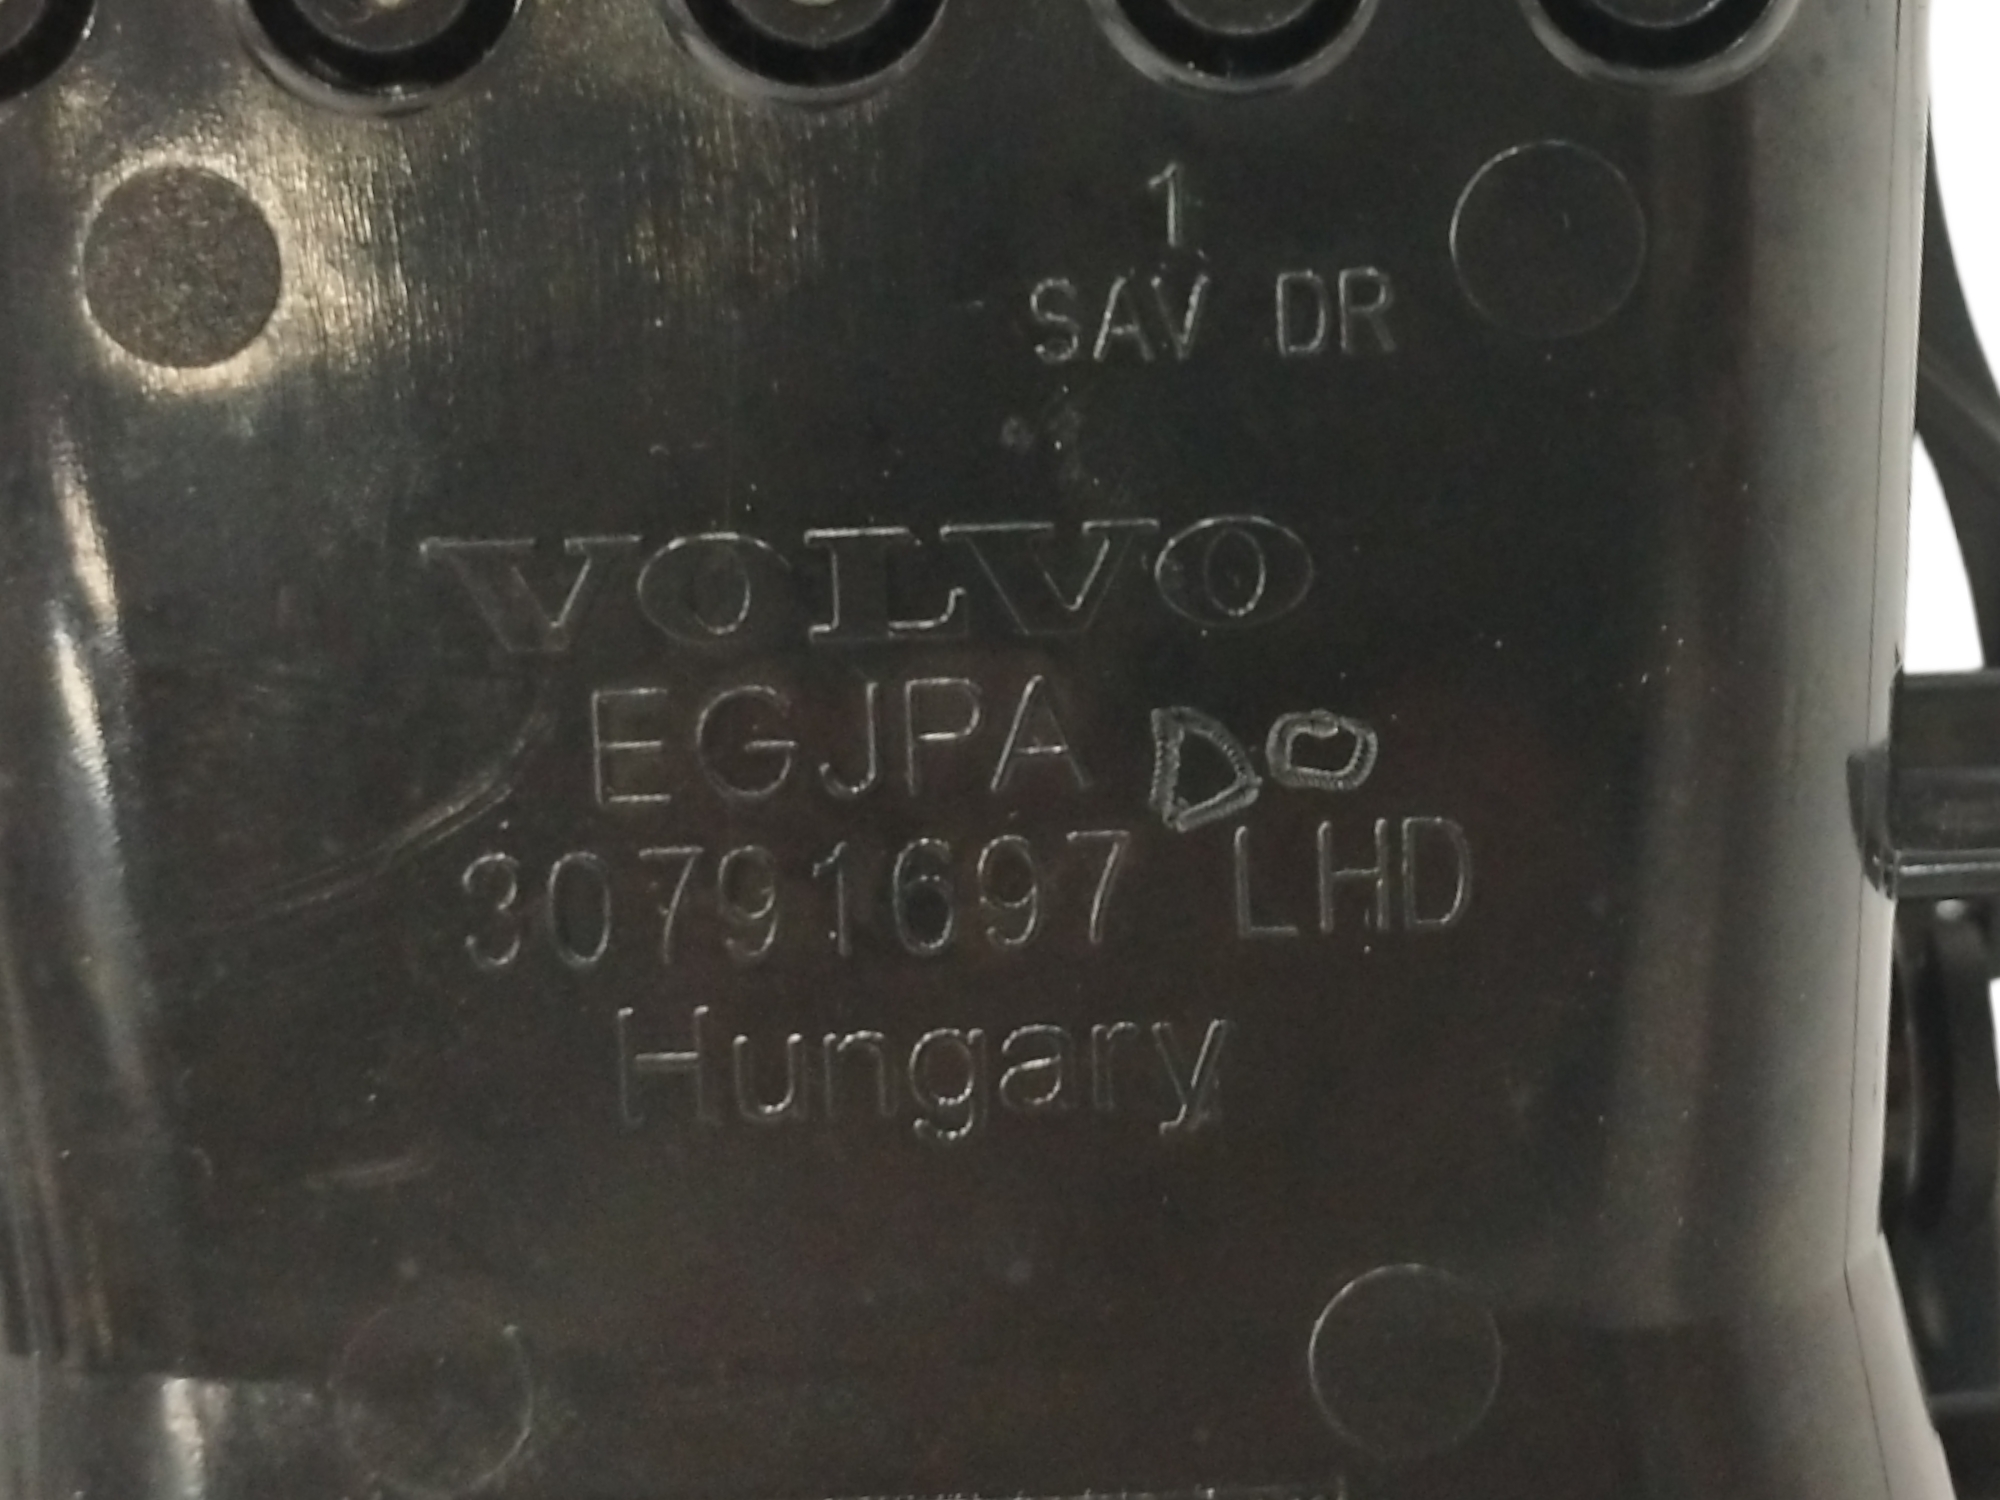 1
SAV DR
VOLVO
EGJPA DO
30791697 LHD
Hungary